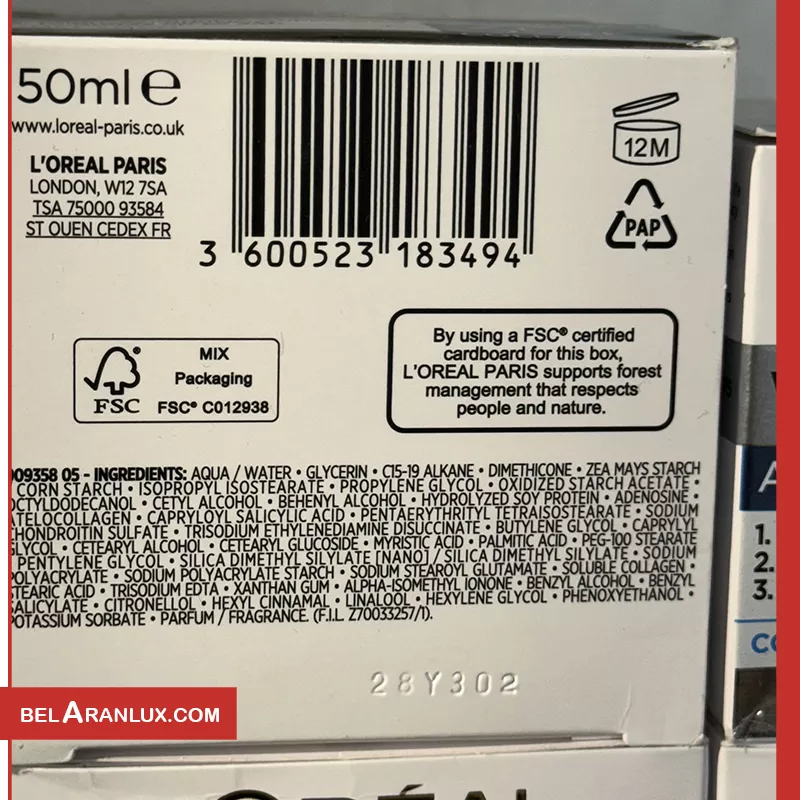 50ml e
www.loreal-paris.co.uk
L'OREAL PARIS
LONDON, W12 7SA
TSA 75000 93584
ST OUEN CEDEX FR
3 600523 183494
12M
PAP
FSC
MIX
Packaging
FSC® C012938
By using a FSC® certified
cardboard for this box,
L'OREAL PARIS supports forest
management that respects
people and nature.
009358 05 - INGREDIENTS: AQUA / WATER • GLYCERIN • C15-19 ALKANE • DIMETHICONE • ZEA MAYS STARCH
CORN STARCH • ISOPROPYL ISOSTEARATE • PROPYLENE GLYCOL • OXIDIZED STARCH ACETATE •
OCTYLDODECANOL • CETYL ALCOHOL • BEHENYL ALCOHOL • HYDROLYZED SOY PROTEIN • ADENOSINE •
ATELOCOLLAGEN • CAPRYLOYL SALICYLIC ACID • PENTAERYTHRITYL TETRAISOSTEARATE • SODIUM
CHONDROITIN SULFATE • TRISODIUM ETHYLENEDIAMINE DISUCCINATE • BUTYLENE GLYCOL • CAPRYLYL
GLYCOL • CETEARYL ALCOHOL • CETEARYL GLUCOSIDE • MYRISTIC ACID • PALMITIC ACID • PEG-100 STEARATE
PENTYLENE GLYCOL • SILICA DIMETHYL SILYLATE [NANO] / SILICA DIMETHYL SILYLATE • SODIUM
POLYACRYLATE • SODIUM POLYACRYLATE STARCH • SODIUM STEAROYL GLUTAMATE • SOLUBLE COLLAGEN •
STEARIC ACID • TRISODIUM EDTA • XANTHAN GUM • ALPHA-ISOMETHYL IONONE • BENZYL ALCOHOL • BENZYL
SALICYLATE • CITRONELLOL • HEXYL CINNAMAL • LINALOOL • HEXYLENE GLYCOL • PHENOXYETHANOL •
POTASSIUM SORBATE • PARFUM / FRAGRANCE. (F.I.L. Z70033257/1).
28Y302
1.
2.
3.
BELARANLUX.COM